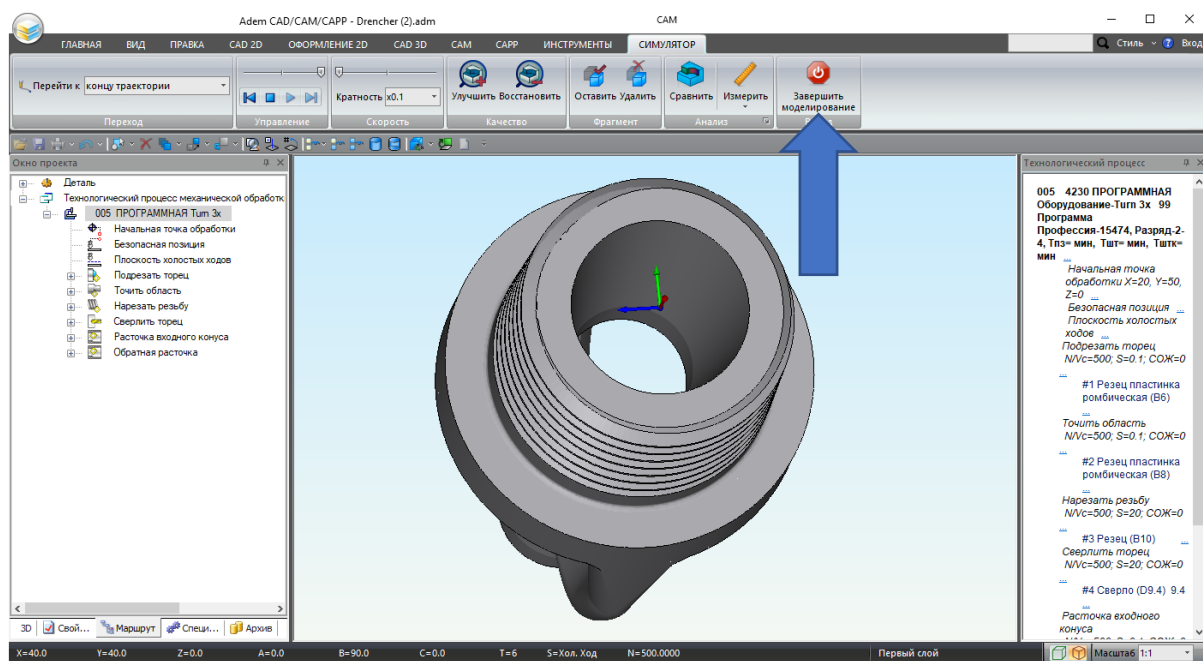 Adem CAD/CAM/CAPP - Drencher (2).adm
CAM
ГЛАВНАЯ ВИД ПРАВКА CAD 2D ОФОРМЛЕНИЕ 2D CAD 3D CAM CAPP ИНСТРУМЕНТЫ СИМУЛЯТОР
Стиль Вход
Перейти к концу траектории
Кратность x0.1
Улучшить Восстановить
Оставить Удалить
Сравнить Измерить
Завершить
моделирование
Переход Управление Скорость Качество Фрагмент Анализ
Окно проекта
Деталь
Технологический процесс механической обработк
005 ПРОГРАММНАЯ Turn 3x
Начальная точка обработки
Безопасная позиция
Плоскость холостых ходов
Подрезать торец
Точить область
Нарезать резьбу
Сверлить торец
Расточка входного конуса
Обратная расточка
3D Свой... Маршрут Специ... Архив
Технологический процесс
005 4230 ПРОГРАММНАЯ
Оборудование-Turn 3x 99
Программа
Профессия-15474, Разряд-2-
4, Тпз= мин, Тшт= мин, Тштк=
мин ...
Начальная точка
обработки X=20, Y=50,
Z=0 ...
Безопасная позиция ...
Плоскость холостых
ходов ...
Подрезать торец
N/Vc=500; S=0.1; СОЖ=0
...
#1 Резец пластинка
ромбическая (В6)
...
Точить область
N/Vc=500; S=0.1; СОЖ=0
...
#2 Резец пластинка
ромбическая (В8)
...
Нарезать резьбу
N/Vc=500; S=20; СОЖ=0
...
#3 Резец (В10) ...
Сверлить торец
N/Vc=500; S=20; СОЖ=0
...
#4 Сверло (D9.4) 9.4
...
Расточка входного
конуса
X=40.0 Y=40.0 Z=0.0 A=0.0 B=90.0 C=0.0 T=6 S=Хол. Ход N=500.0000 Первый слой Масштаб 1:1